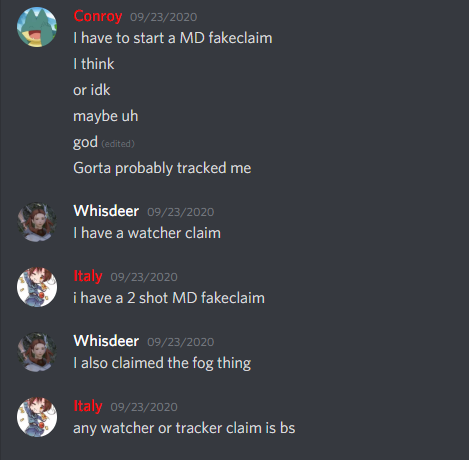 Conroy 09/23/2020
I have to start a MD fakeclaim
I think
or idk
maybe uh
god (edited)
Gorta probably tracked me
Whisdeer 09/23/2020
I have a watcher claim
Italy 09/23/2020
i have a 2 shot MD fakeclaim
Whisdeer 09/23/2020
I also claimed the fog thing
Italy 09/23/2020
any watcher or tracker claim is bs